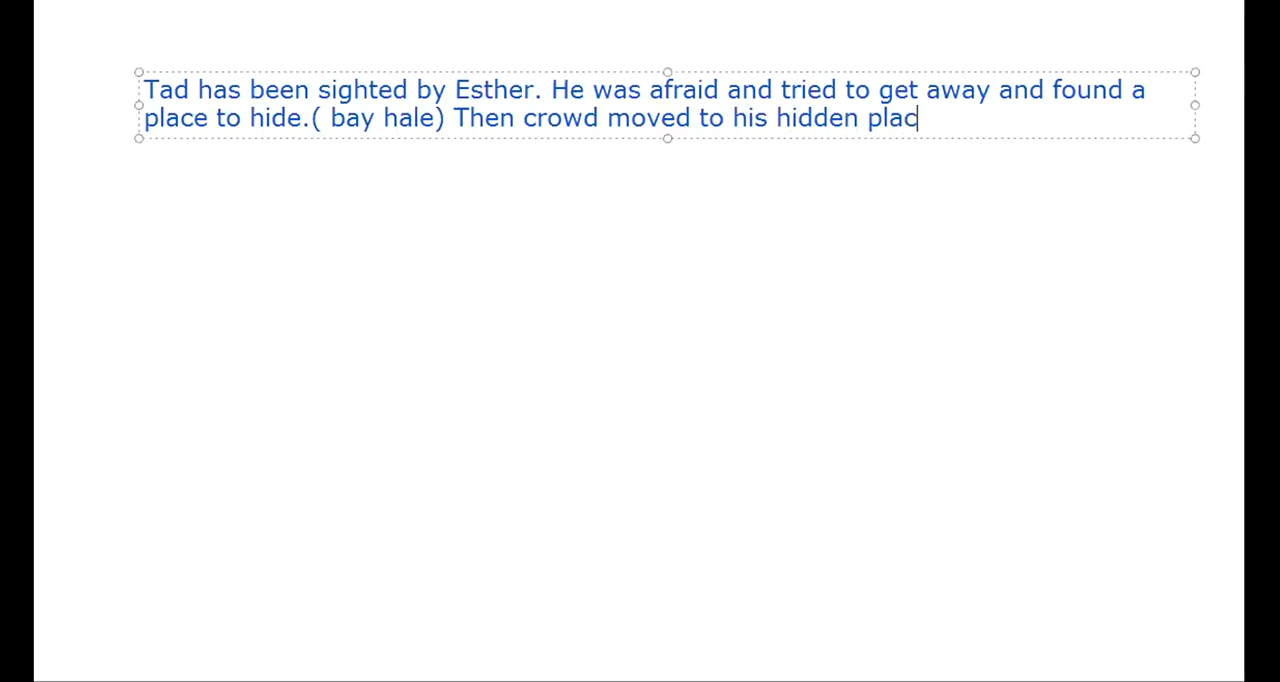 Tad has been sighted by Esther. He was afraid and tried to get away and found a
place to hide.( bay hale) Then crowd moved to his hidden plac